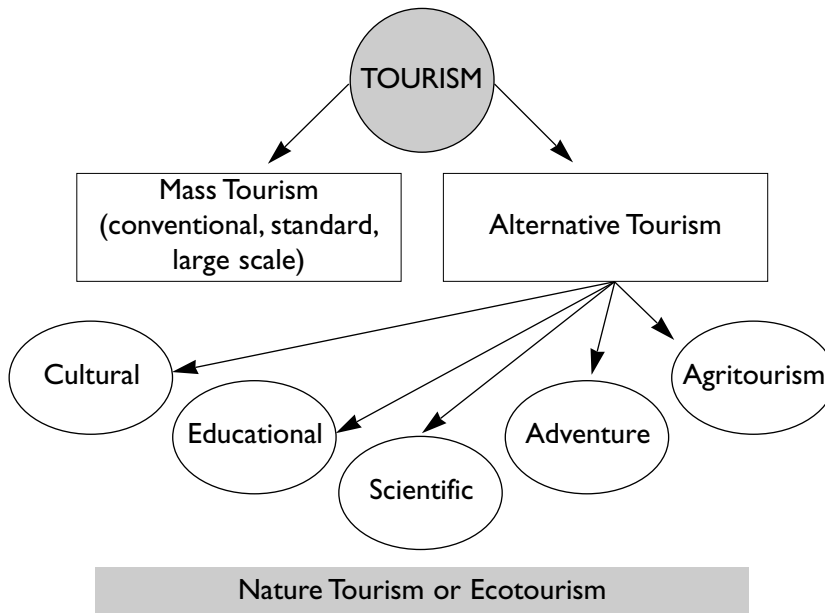 TOURISM
Mass Tourism
(conventional, standard,
large scale)
Alternative Tourism
Cultural
Educational
Scientific
Adventure
Agritourism
Nature Tourism or Ecotourism